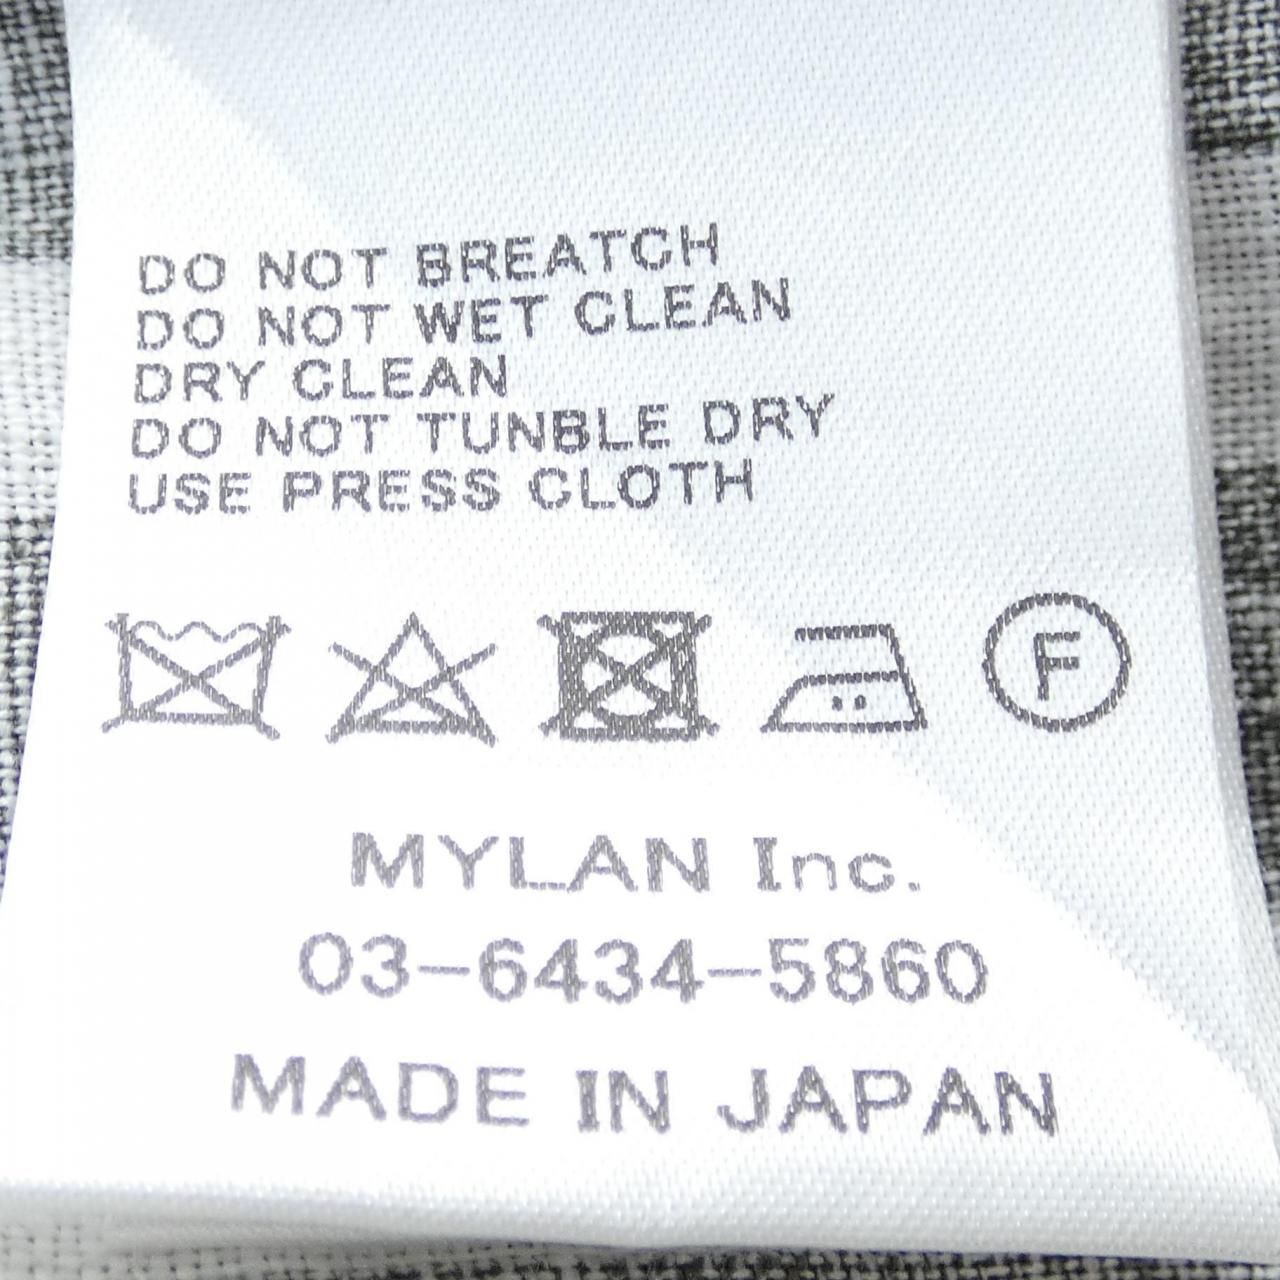 DO NOT BREATCH
DO NOT WET CLEAN
DRY CLEAN
DO NOT TUNBLE DRY
USE PRESS CLOTH
F
MYLAN Inc.
03-6434-5860
MADE IN JAPAN